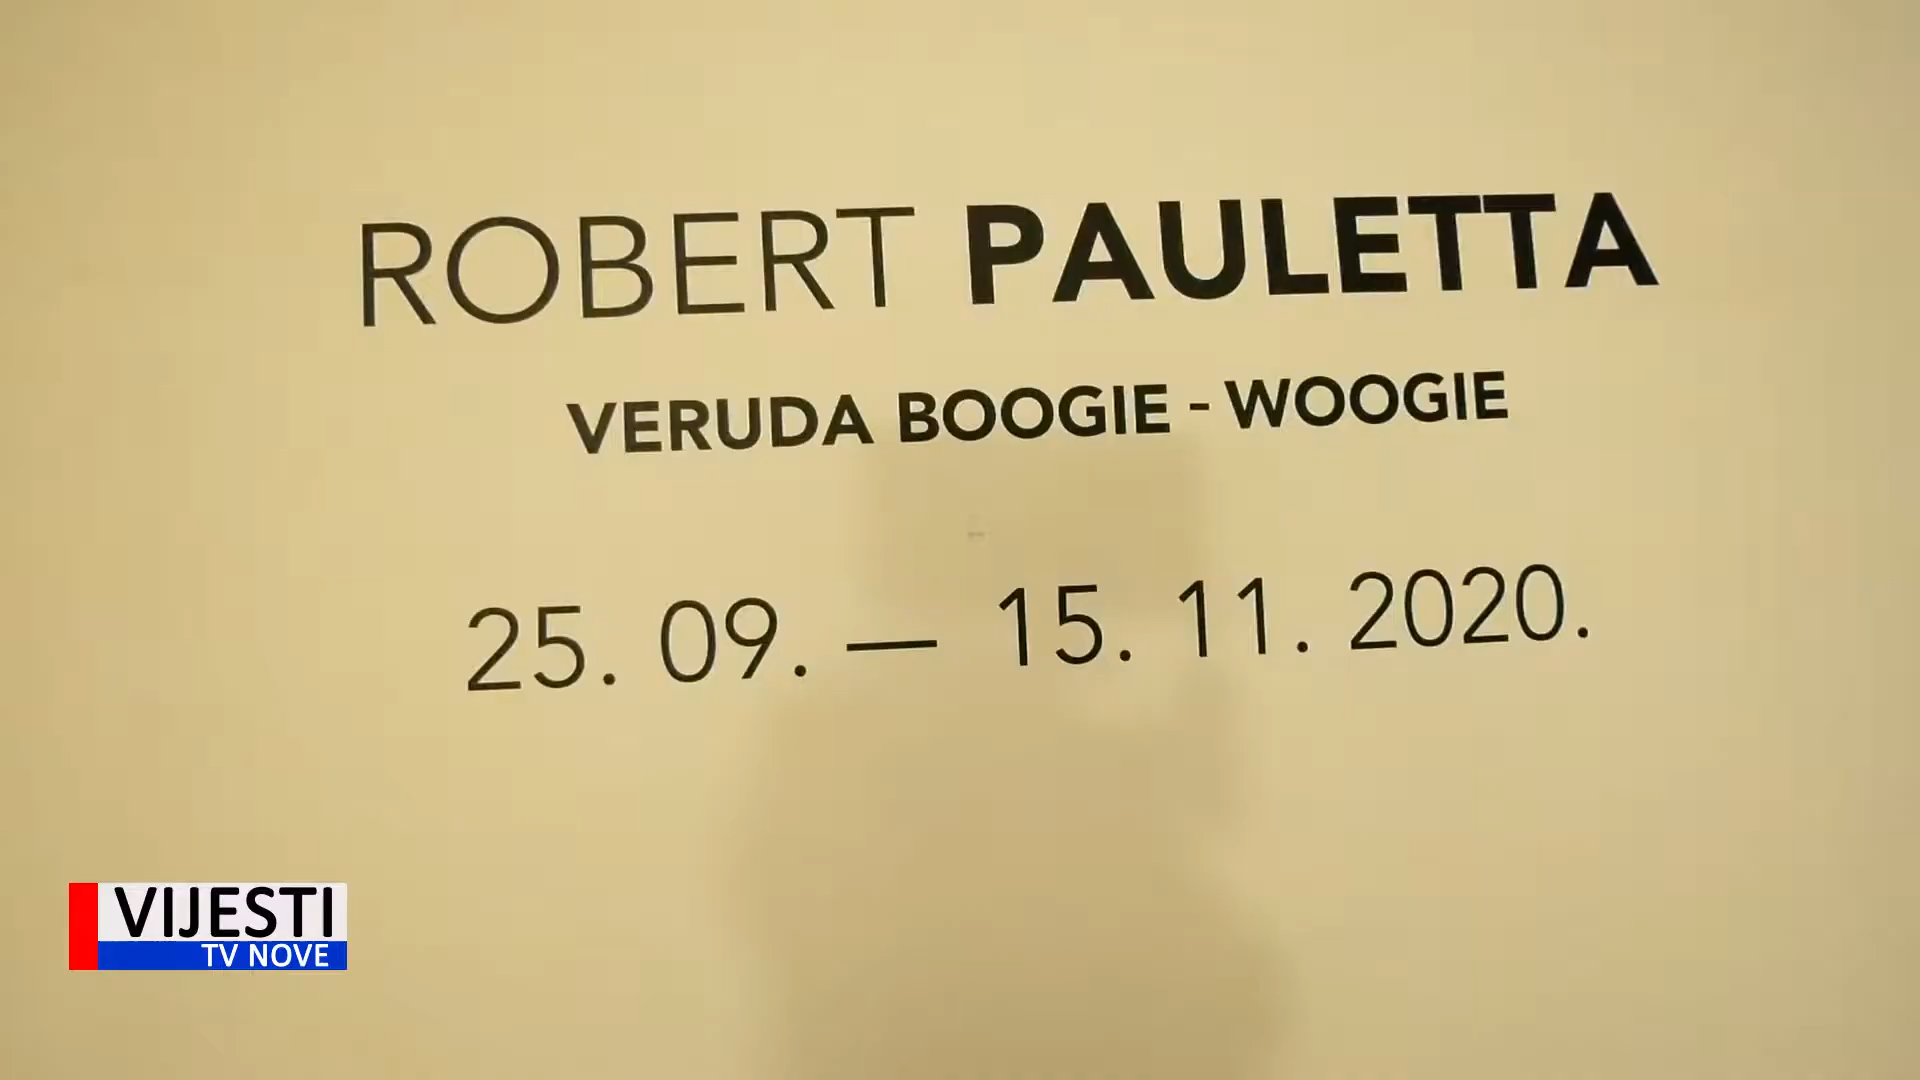 ROBERT PAULETTA
VERUDA BOOGIE - WOOGIE
25. 09. — 15. 11. 2020.
VIJESTI
TV NOVE